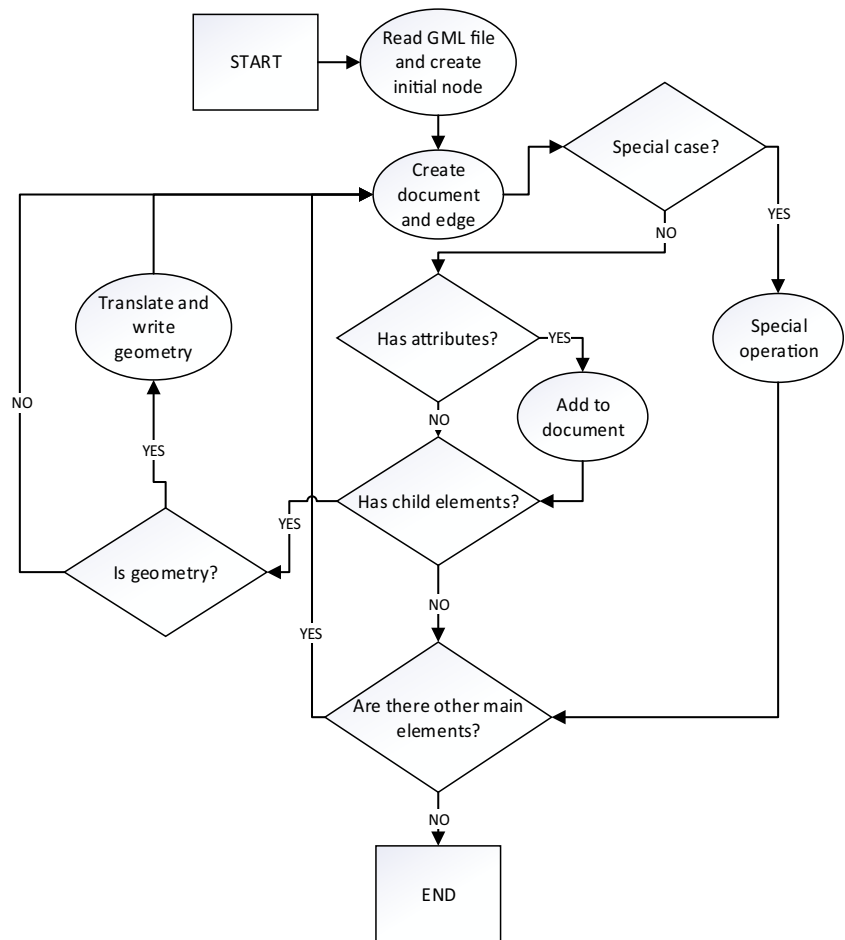 START
Read GML file
and create
initial node
Create
document
and edge
Special case?
YES
NO
Translate and
write
geometry
Has attributes?
YES
Special
operation
NO
Add to
document
NO
YES
Has child elements?
YES
Is geometry?
NO
YES
Are there other main
elements?
NO
END